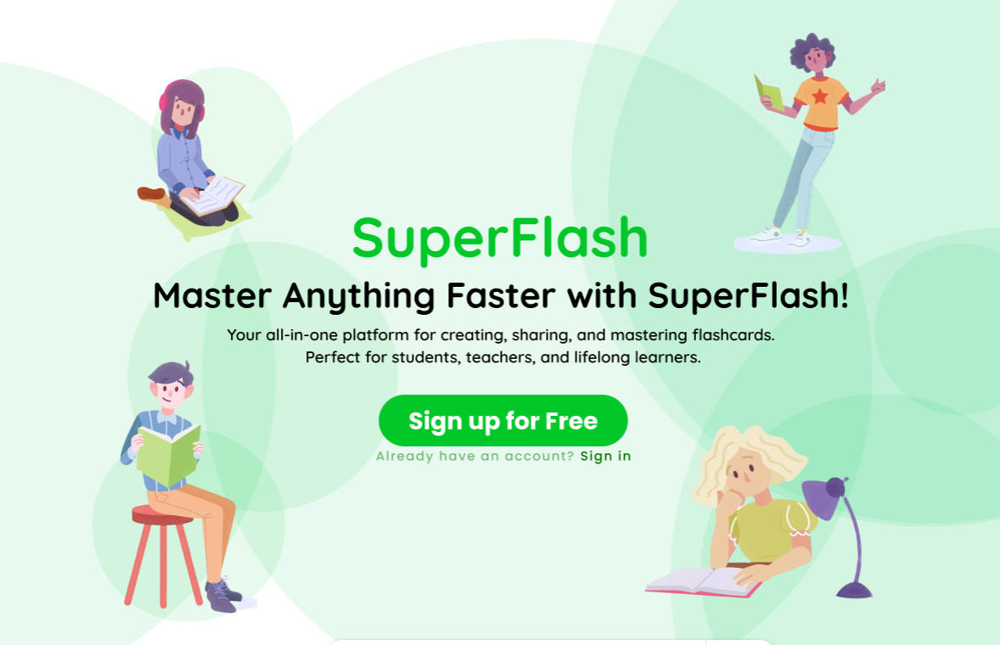 SuperFlash
Master Anything Faster with SuperFlash!
Your all-in-one platform for creating, sharing, and mastering flashcards.
Perfect for students, teachers, and lifelong learners.
Sign up for Free
Already have an account? Sign in